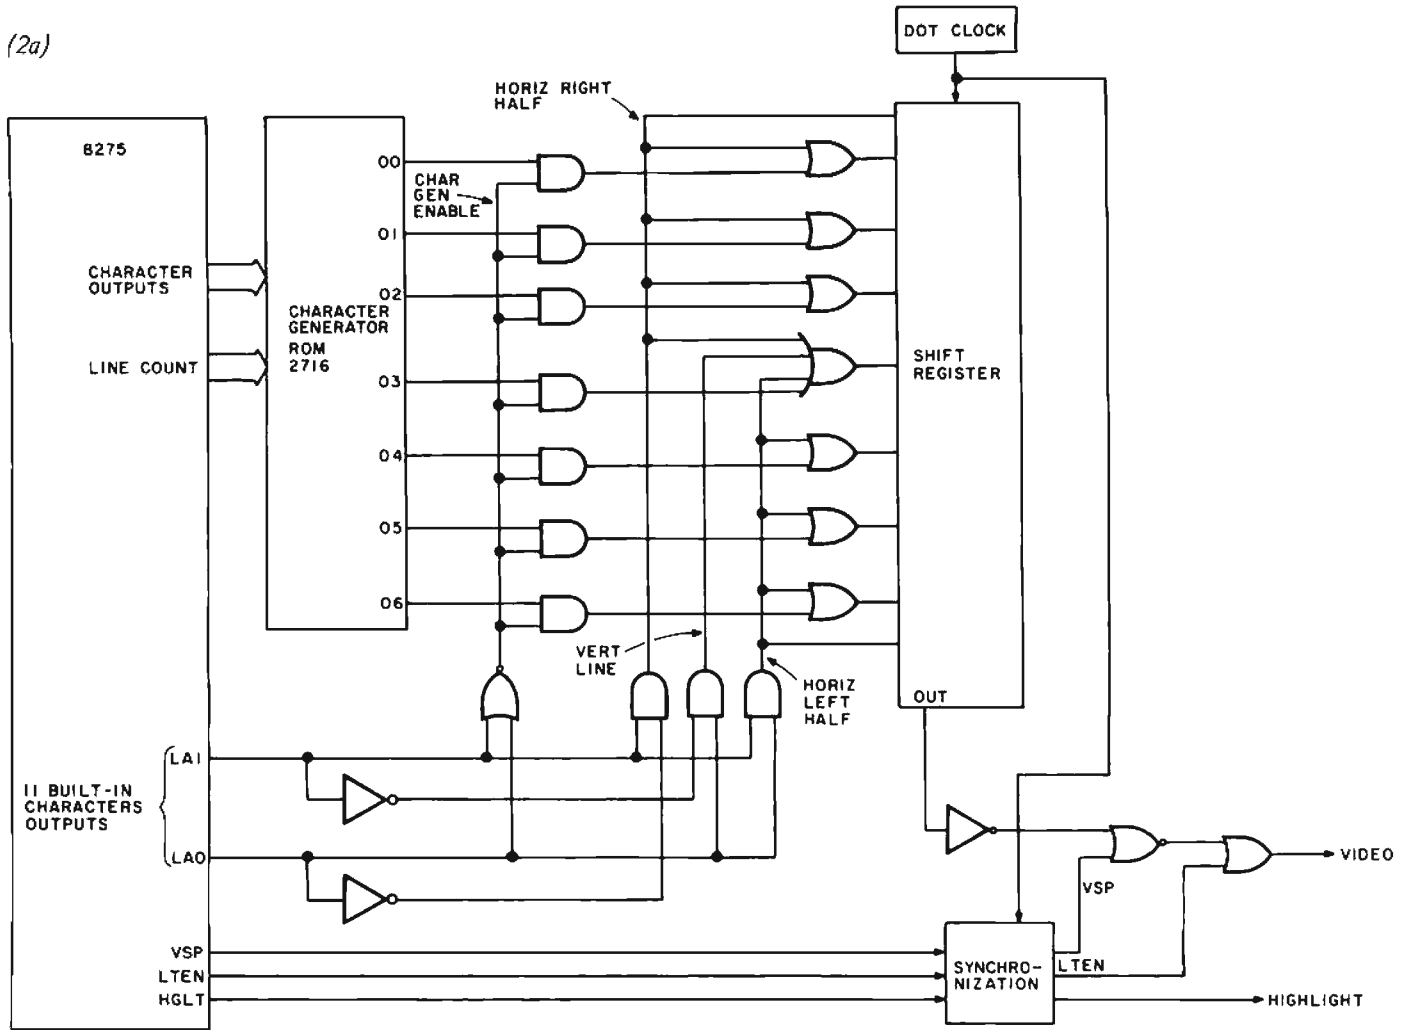 (2a)
DOT CLOCK
HORIZ RIGHT
HALF
8275
00
CHAR
GEN
ENABLE
01
CHARACTER
OUTPUTS
02
CHARACTER
GENERATOR
ROM
2716
LINE COUNT
03
SHIFT
REGISTER
04
05
06
VERT
LINE
HORIZ
LEFT
HALF
OUT
LA1
11 BUILT-IN
CHARACTERS
OUTPUTS
LA0
VIDEO
VSP
VSP
LTEN
HGLT
SYNCHRO-
NIZATION
LTEN
HIGHLIGHT